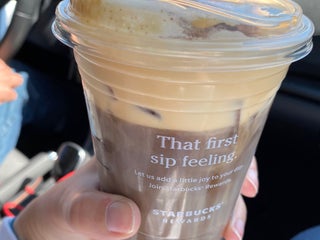 That first
sip feeling.
Let us add a little joy to your day.
Join Starbucks® Rewards
STARBUCKS®
REWARDS